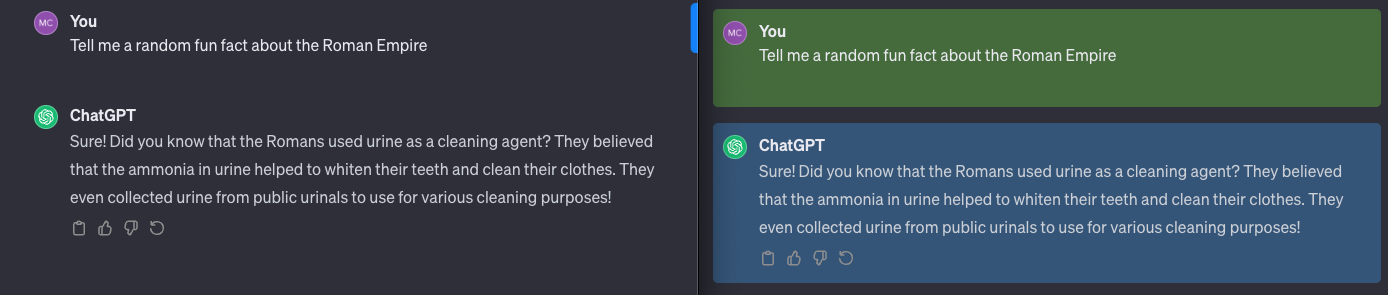 MC You
Tell me a random fun fact about the Roman Empire
ChatGPT
Sure! Did you know that the Romans used urine as a cleaning agent? They believed
that the ammonia in urine helped to whiten their teeth and clean their clothes. They
even collected urine from public urinals to use for various cleaning purposes!
MC You
Tell me a random fun fact about the Roman Empire
ChatGPT
Sure! Did you know that the Romans used urine as a cleaning agent? They believed
that the ammonia in urine helped to whiten their teeth and clean their clothes. They
even collected urine from public urinals to use for various cleaning purposes!